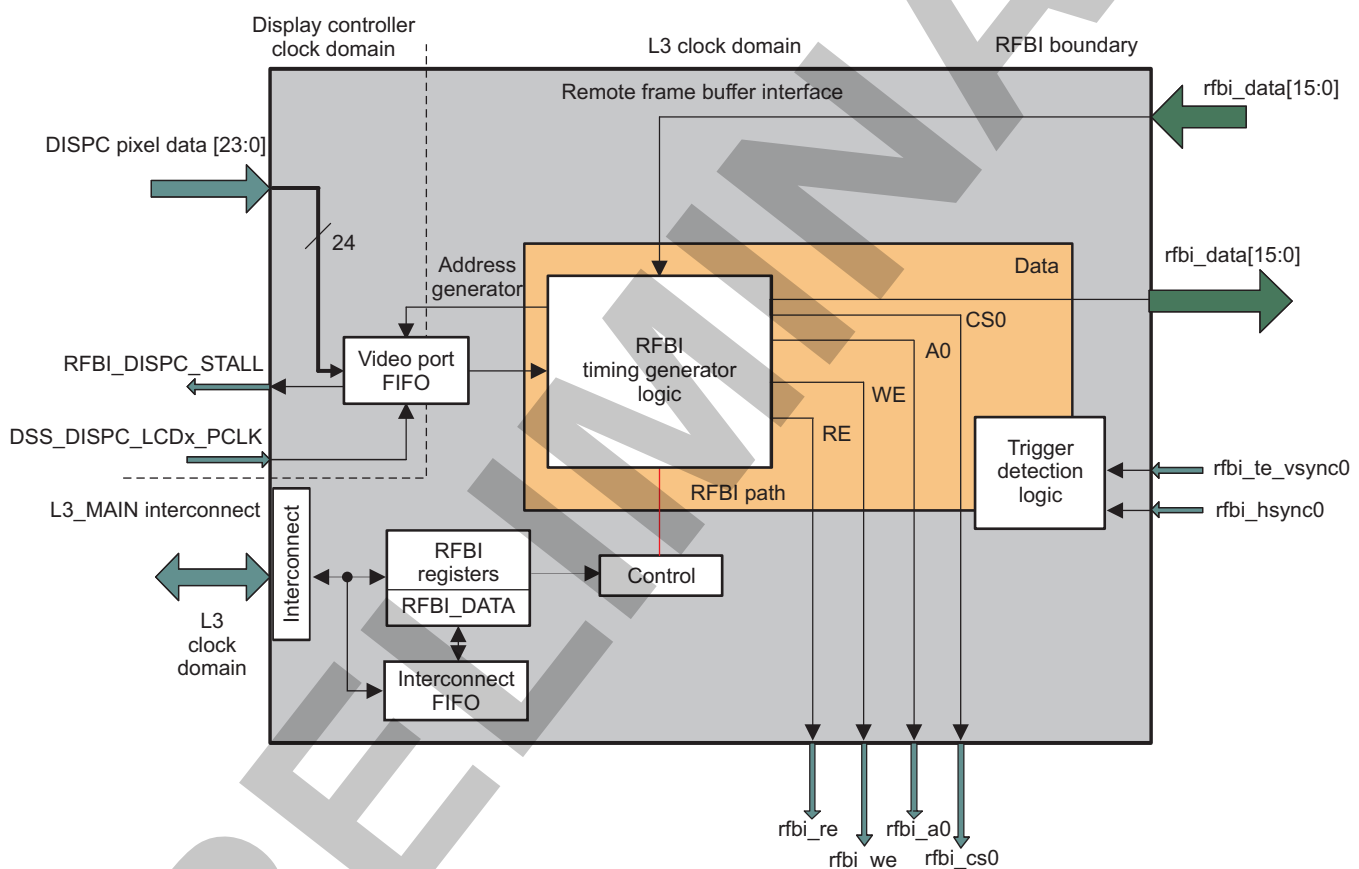 Display controller
clock domain
L3 clock domain
RFBI boundary
Remote frame buffer interface
rfbi_data[15:0]
DISPC pixel data [23:0]
24
Address
generator
Data
rfbi_data[15:0]
CS0
RFBI_DISPC_STALL
Video port
FIFO
RFBI
timing generator
logic
A0
WE
RE
DSS_DISPC_LCDx_PCLK
Trigger
detection
logic
rfbi_te_vsync0
rfbi_hsync0
RFBI path
L3_MAIN interconnect
Interconnect
RFBI
registers
RFBI_DATA
Control
L3
clock
domain
Interconnect
FIFO
rfbi_re
rfbi_a0
rfbi_we
rfbi_cs0
PRELIMINA